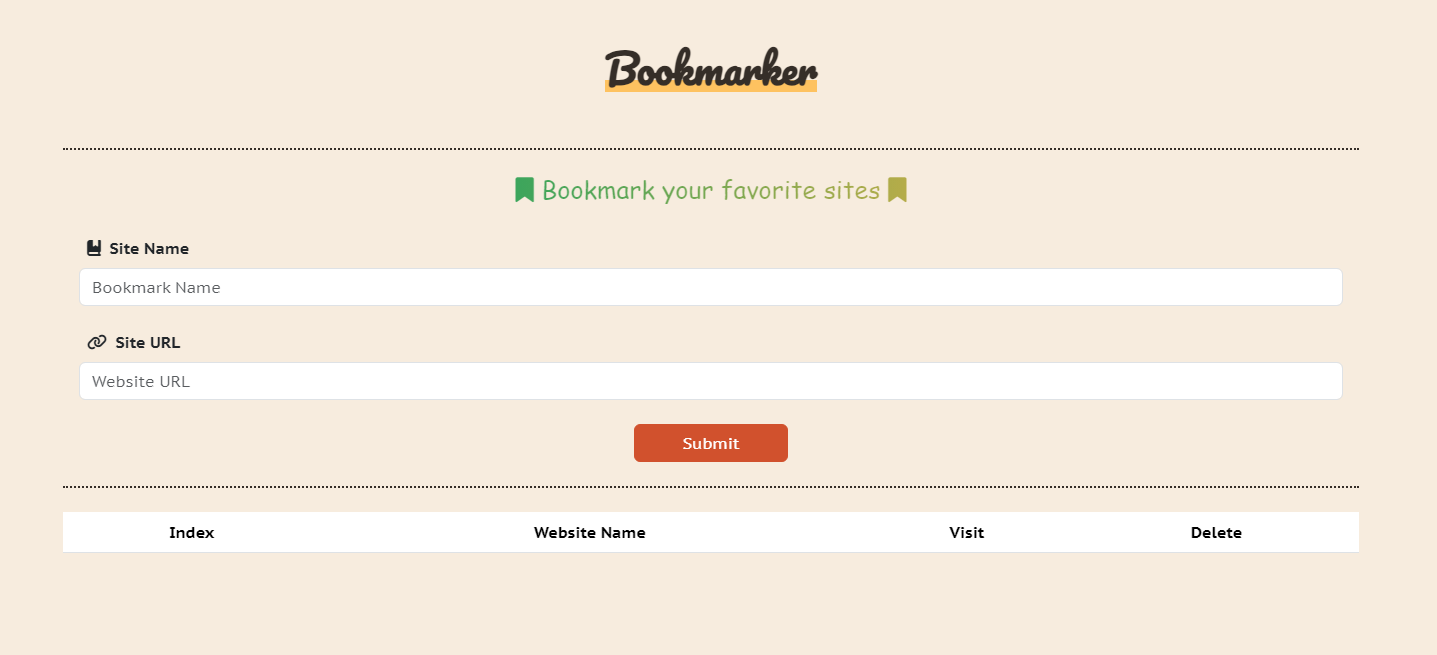 Bookmarker
Bookmark your favorite sites
Site Name
Bookmark Name
Site URL
Website URL
Submit
Index Website Name Visit Delete